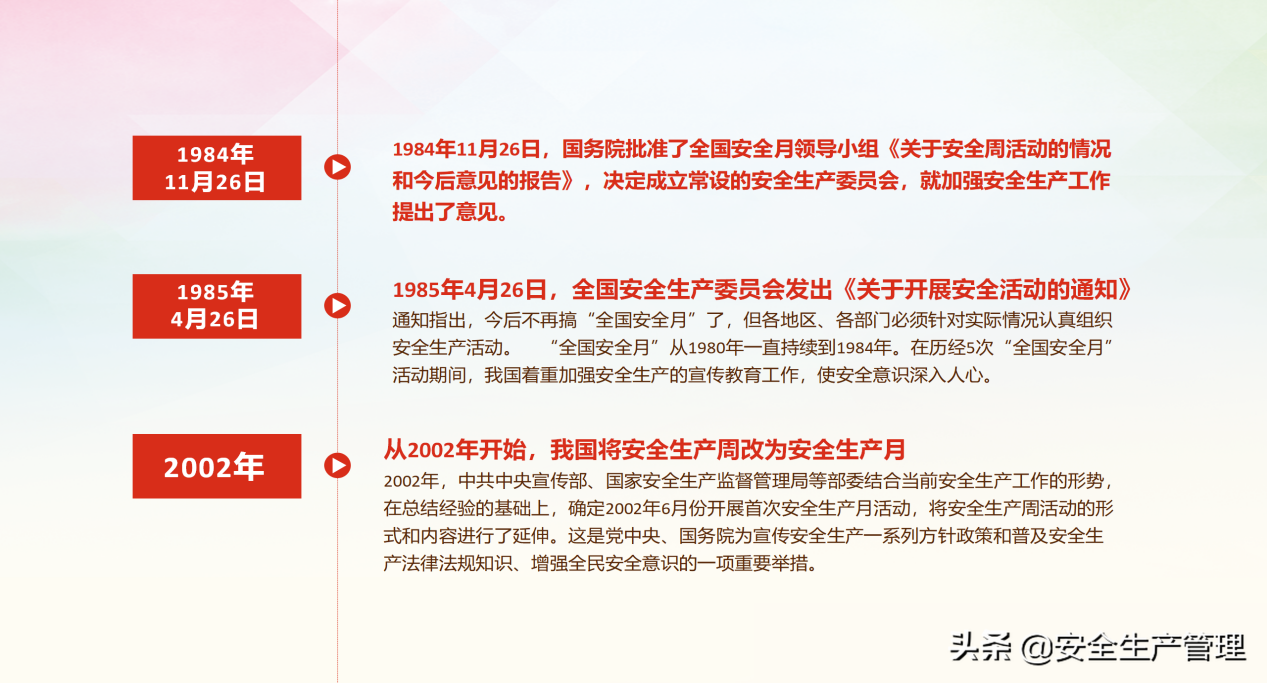 1984年
11月26日
1984年11月26日，国务院批准了全国安全月领导小组《关于安全周活动的情况
和今后意见的报告》，决定成立常设的安全生产委员会，就加强安全生产工作
提出了意见。
1985年
4月26日
1985年4月26日，全国安全生产委员会发出《关于开展安全活动的通知》
通知指出，今后不再搞“全国安全月”了，但各地区、各部门必须针对实际情况认真组织
安全生产活动。 “全国安全月”从1980年一直持续到1984年。在历经5次“全国安全月”
活动期间，我国着重加强安全生产的宣传教育工作，使安全意识深入人心。
2002年
从2002年开始，我国将安全生产周改为安全生产月
2002年，中共中央宣传部、国家安全生产监督管理局等部委结合当前安全生产工作的形势，
在总结经验的基础上，确定2002年6月份开展首次安全生产月活动，将安全生产周活动的形
式和内容进行了延伸。这是党中央、国务院为宣传安全生产一系列方针政策和普及安全生
产法律法规知识、增强全民安全意识的一项重要举措。
头条 @安全生产管理